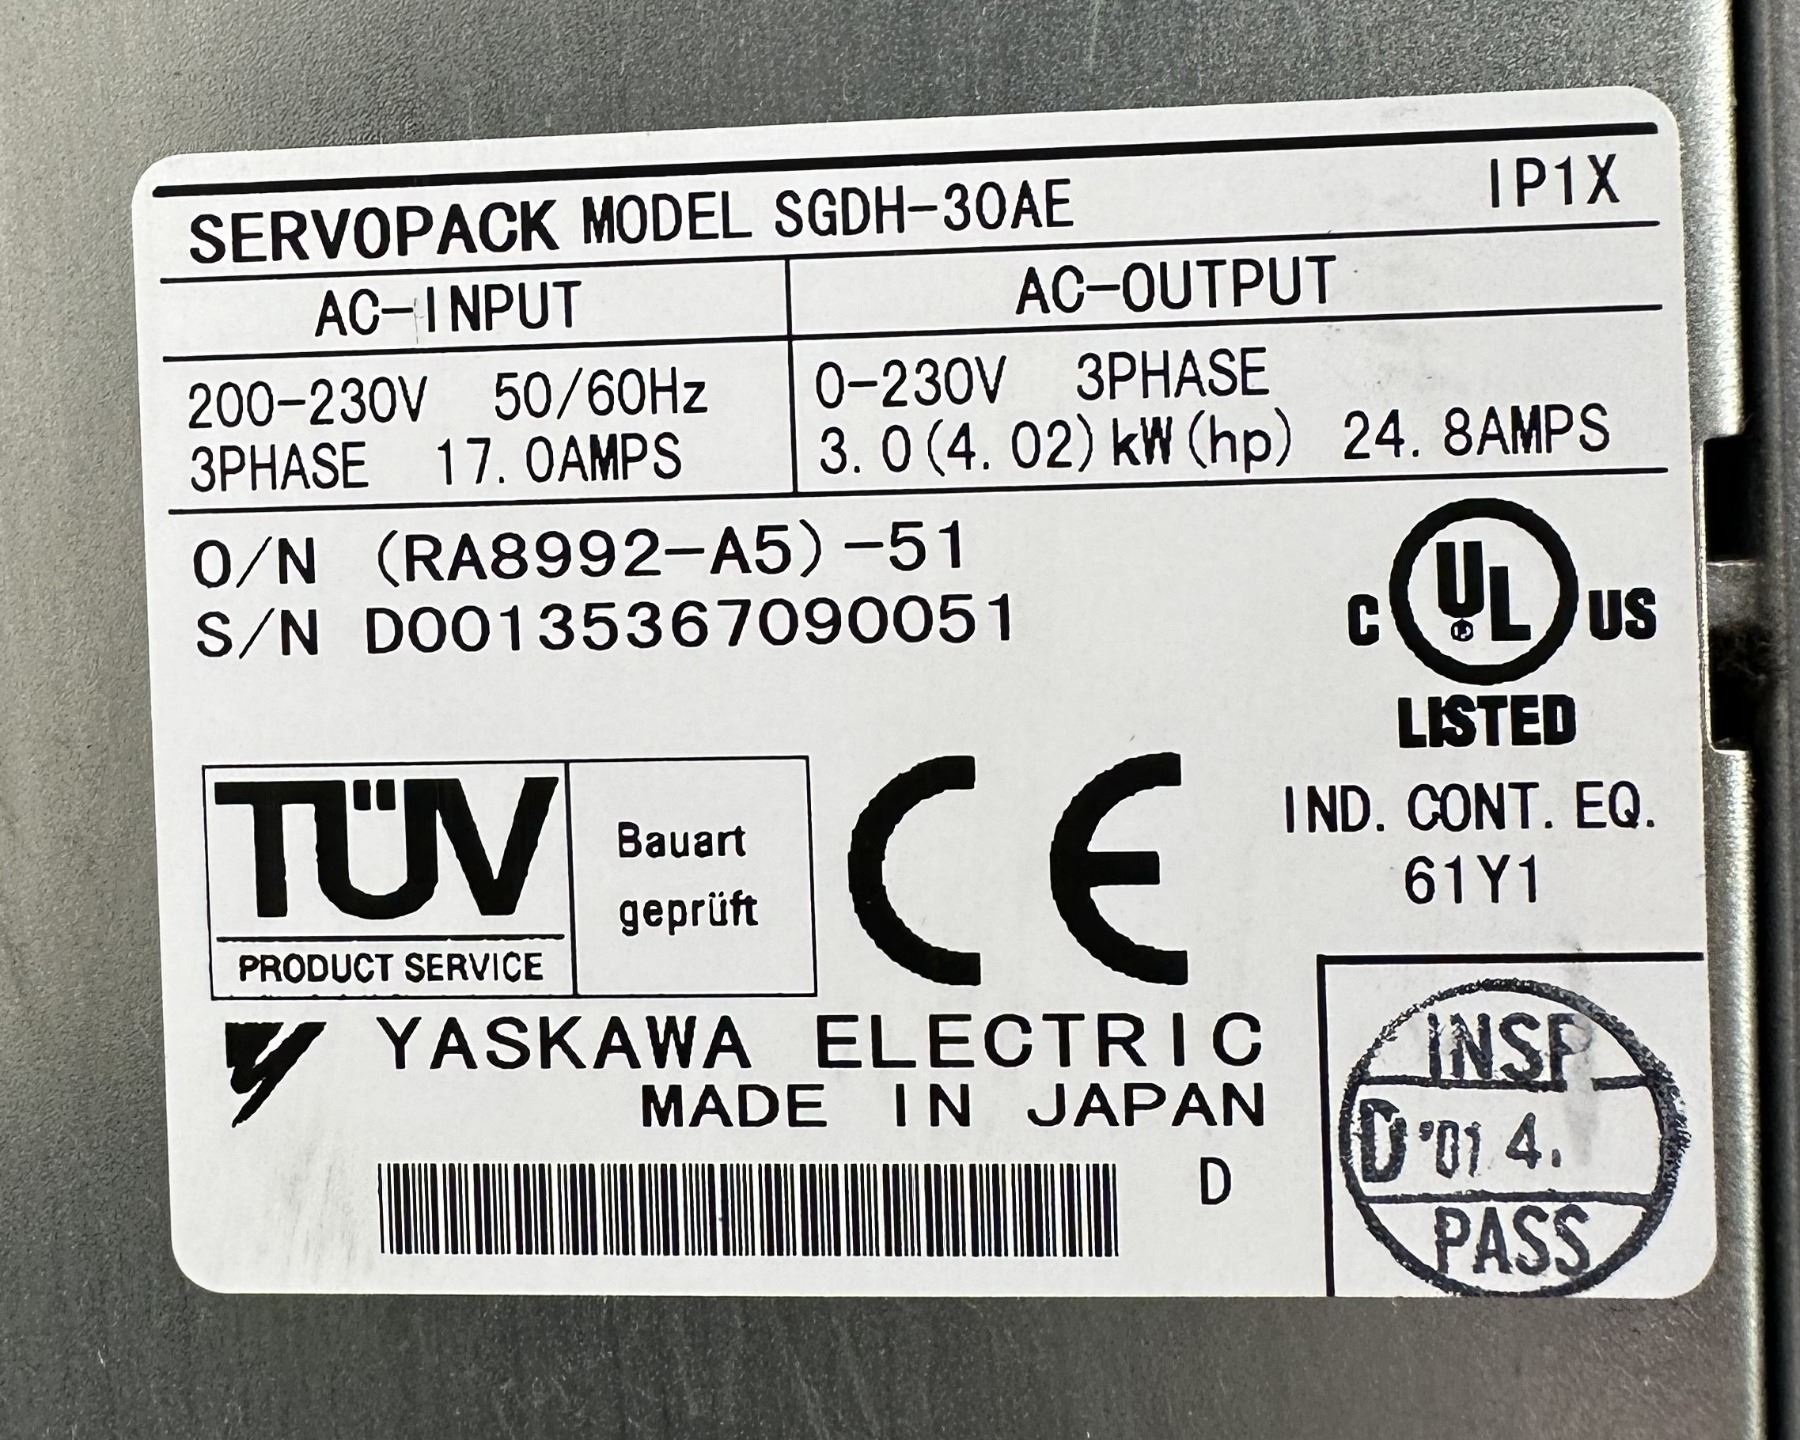 SERVOPACK MODEL SGDH-30AE IP1X
AC-INPUT AC-OUTPUT
200-230V 50/60Hz
3PHASE 17.0AMPS
0-230V 3PHASE
3.0(4.02)kW(hp) 24.8AMPS
O/N (RA8992-A5)-51
S/N D00135367090051
C UL® US
LISTED
IND. CONT. EQ.
61Y1
TÜV
PRODUCT SERVICE
Bauart
geprüft
CE
YASKAWA ELECTRIC
MADE IN JAPAN
D
INSP
D '01 4.
PASS